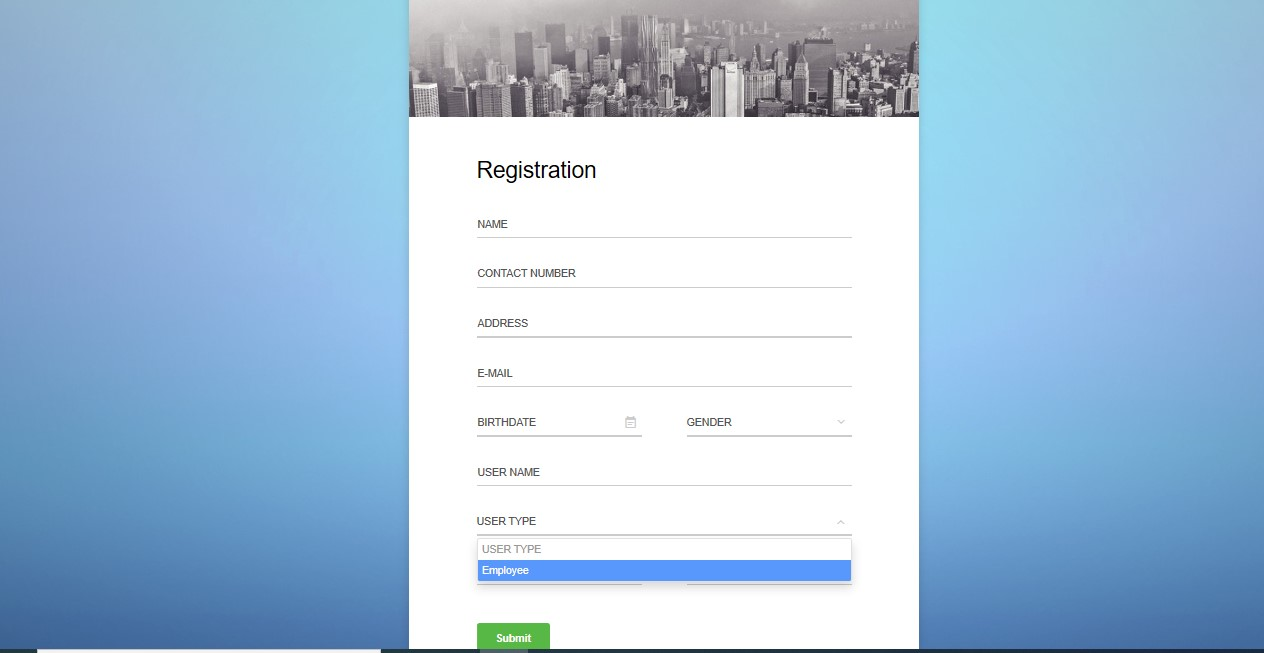 Registration
NAME
CONTACT NUMBER
ADDRESS
E-MAIL
BIRTHDATE
GENDER
USER NAME
USER TYPE
USER TYPE
Employee
Submit